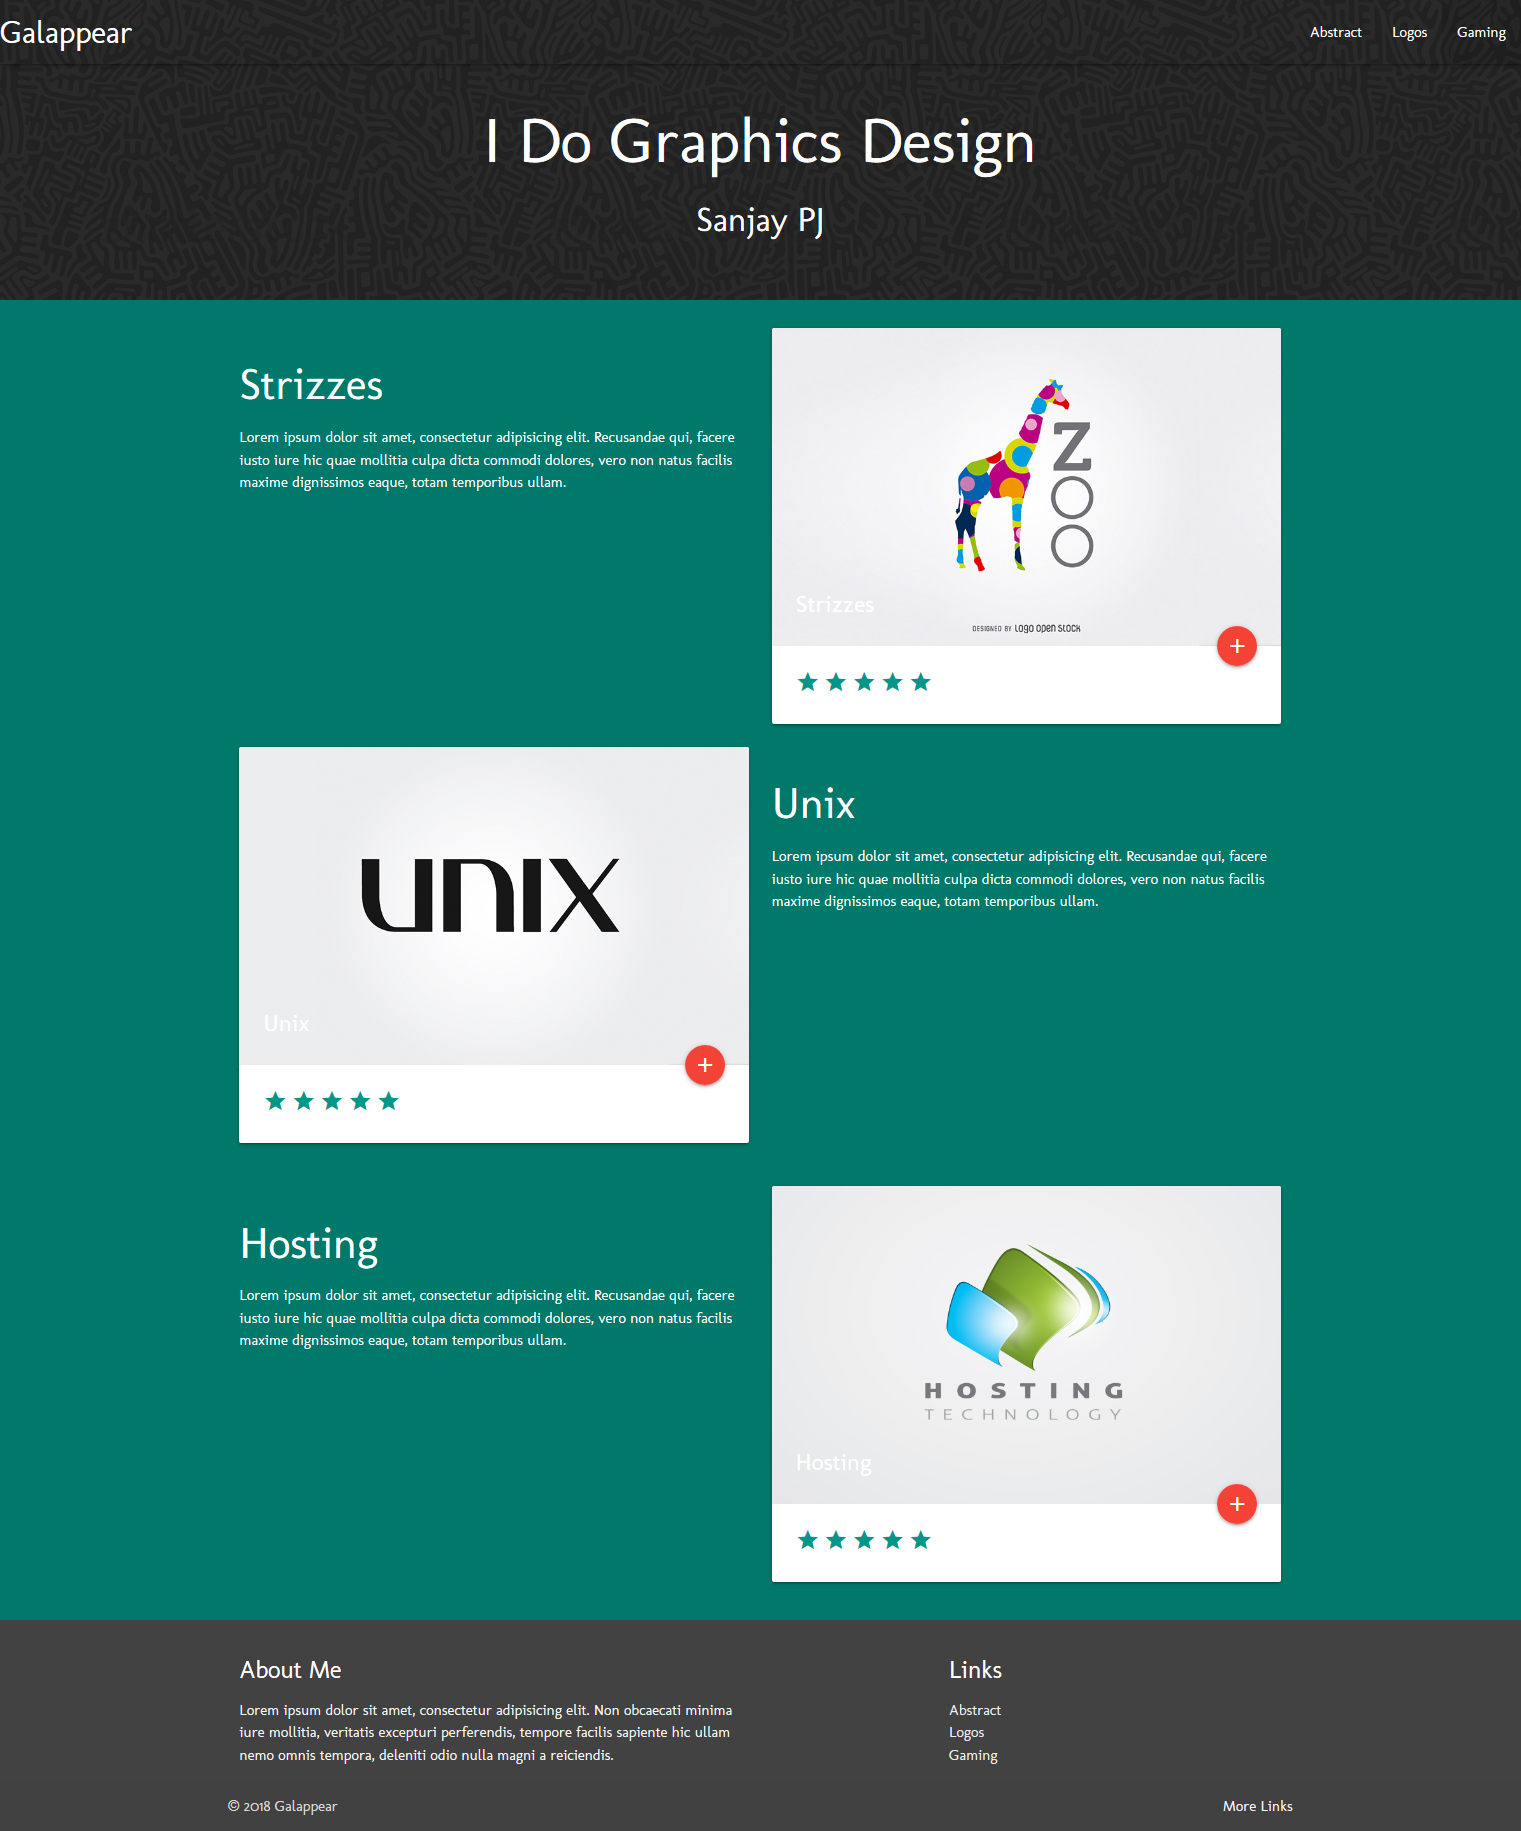 Galappear
Abstract Logos Gaming
I Do Graphics Design
Sanjay PJ
Strizzes
Lorem ipsum dolor sit amet, consectetur adipisicing elit. Recusandae qui, facere
iusto iure hic quae mollitia culpa dicta commodi dolores, vero non natus facilis
maxime dignissimos eaque, totam temporibus ullam.
ZOO
Strizzes
DESIGNED BY LOGO OPEN STOCK
UNIX
Unix
Unix
Lorem ipsum dolor sit amet, consectetur adipisicing elit. Recusandae qui, facere
iusto iure hic quae mollitia culpa dicta commodi dolores, vero non natus facilis
maxime dignissimos eaque, totam temporibus ullam.
Hosting
Lorem ipsum dolor sit amet, consectetur adipisicing elit. Recusandae qui, facere
iusto iure hic quae mollitia culpa dicta commodi dolores, vero non natus facilis
maxime dignissimos eaque, totam temporibus ullam.
HOSTING
TECHNOLOGY
Hosting
About Me
Lorem ipsum dolor sit amet, consectetur adipisicing elit. Non obcaecati minima
iure mollitia, veritatis excepturi perferendis, tempore facilis sapiente hic ullam
nemo omnis tempora, deleniti odio nulla magni a reiciendis.
Links
Abstract
Logos
Gaming
© 2018 Galappear
More Links